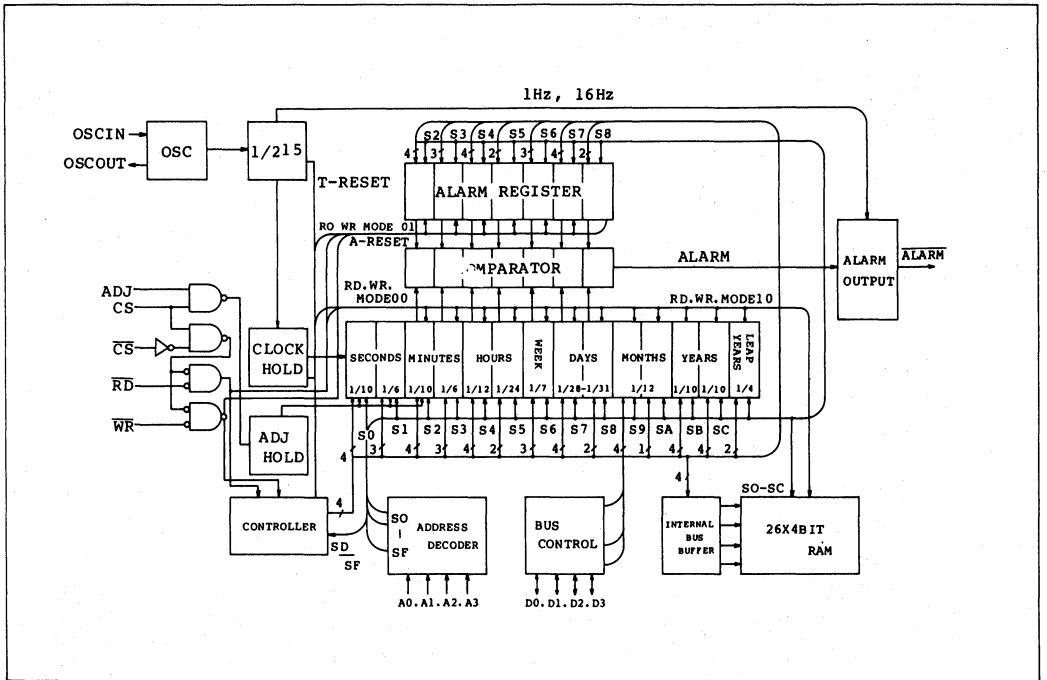 1Hz, 16Hz
OSCIN
OSCOUT
OSC
1/215
S2 S3 S4 S5 S6 S7 S8
4 3 4 2 3 4 2
T-RESET
ALARM REGISTER
RO WR MODE 01
A-RESET
MPARATOR
ALARM
ALARM OUTPUT
ALARM
RD.WR.
MODE00
RD.WR.MODE10
ADJ
CS
CS
RD
WR
CLOCK
HOLD
ADJ
HOLD
SECONDS MINUTES HOURS WEEK DAYS MONTHS YEARS LEAP YEARS
1/10 1/6 1/10 1/6 1/12 1/24 1/7 1/28-1/31 1/12 1/10 1/10 1/4
S0 S1 S2 S3 S4 S5 S6 S7 S8 S9 SA SB SC
4 3 4 3 4 2 3 4 2 4 1 4 4 2
4
CONTROLLER
4
SD
SF
SO
SF
ADDRESS
DECODER
A0.A1.A2.A3
BUS
CONTROL
D0.D1.D2.D3
INTERNAL
BUS
BUFFER
SO-SC
26X4BIT
RAM